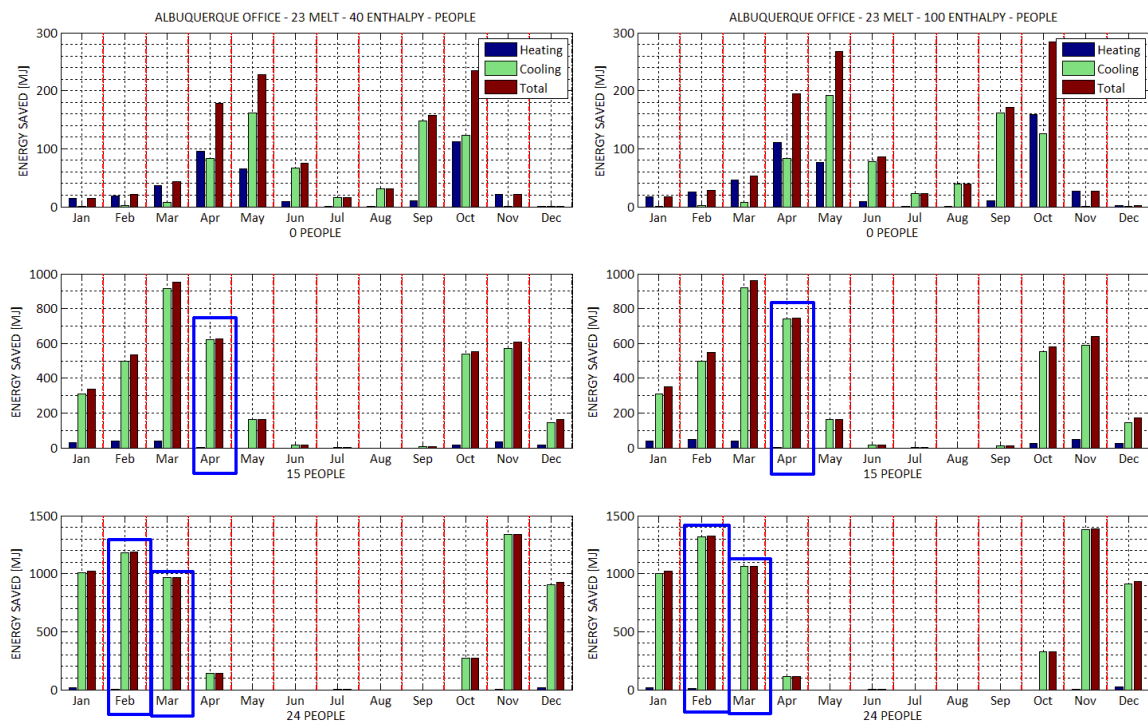 ALBUQUERQUE OFFICE - 23 MELT - 40 ENTHALPY - PEOPLE
ENERGY SAVED [MJ]
300
200
100
0
Heating
Cooling
Total
Jan Feb Mar Apr May Jun Jul Aug Sep Oct Nov Dec
0 PEOPLE
ENERGY SAVED [MJ]
1000
800
600
400
200
0
Jan Feb Mar Apr May Jun Jul Aug Sep Oct Nov Dec
15 PEOPLE
ENERGY SAVED [MJ]
1500
1000
500
0
Jan Feb Mar Apr May Jun Jul Aug Sep Oct Nov Dec
24 PEOPLE
ALBUQUERQUE OFFICE - 23 MELT - 100 ENTHALPY - PEOPLE
ENERGY SAVED [MJ]
300
200
100
0
Heating
Cooling
Total
Jan Feb Mar Apr May Jun Jul Aug Sep Oct Nov Dec
0 PEOPLE
ENERGY SAVED [MJ]
1000
800
600
400
200
0
Jan Feb Mar Apr May Jun Jul Aug Sep Oct Nov Dec
15 PEOPLE
ENERGY SAVED [MJ]
1500
1000
500
0
Jan Feb Mar Apr May Jun Jul Aug Sep Oct Nov Dec
24 PEOPLE